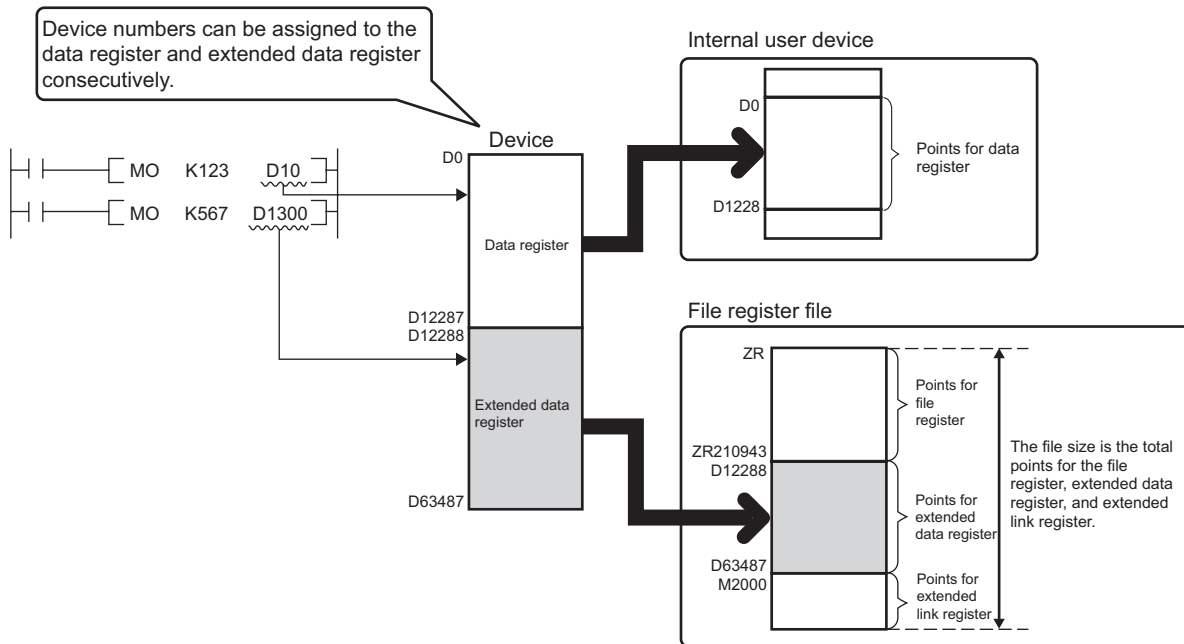 Device numbers can be assigned to the
data register and extended data register
consecutively.
Internal user device
D0
Points for data
register
D1228
Device
D0
MO K123 D10
MO K567 D1300
Data register
D12287
D12288
Extended data
register
D63487
File register file
ZR
Points for
file
register
ZR210943
D12288
Points for
extended
data register
The file size is the total
points for the file
register, extended data
register, and extended
link register.
D63487
M2000
Points for
extended
link register